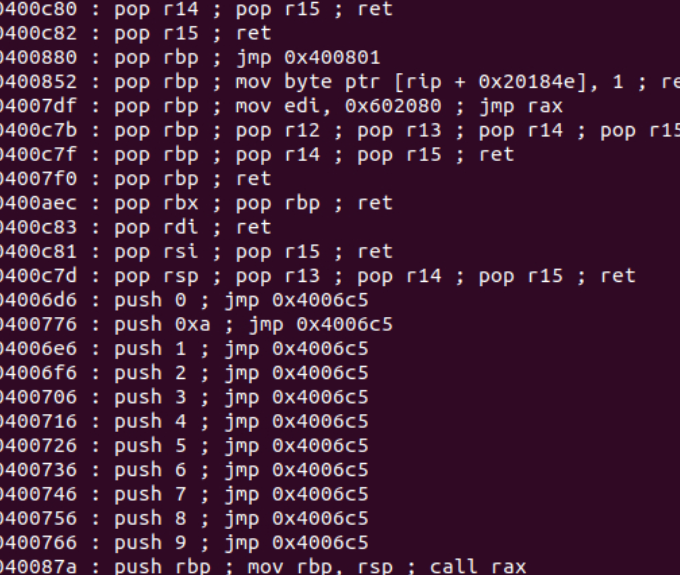 0400c80 : pop r14 ; pop r15 ; ret
0400c82 : pop r15 ; ret
0400880 : pop rbp ; jmp 0x400801
0400852 : pop rbp ; mov byte ptr [rip + 0x20184e], 1 ; re
04007df : pop rbp ; mov edi, 0x602080 ; jmp rax
0400c7b : pop rbp ; pop r12 ; pop r13 ; pop r14 ; pop r15
0400c7f : pop rbp ; pop r14 ; pop r15 ; ret
04007f0 : pop rbp ; ret
0400aec : pop rbx ; pop rbp ; ret
0400c83 : pop rdi ; ret
0400c81 : pop rsi ; pop r15 ; ret
0400c7d : pop rsp ; pop r13 ; pop r14 ; pop r15 ; ret
04006d6 : push 0 ; jmp 0x4006c5
0400776 : push 0xa ; jmp 0x4006c5
04006e6 : push 1 ; jmp 0x4006c5
04006f6 : push 2 ; jmp 0x4006c5
0400706 : push 3 ; jmp 0x4006c5
0400716 : push 4 ; jmp 0x4006c5
0400726 : push 5 ; jmp 0x4006c5
0400736 : push 6 ; jmp 0x4006c5
0400746 : push 7 ; jmp 0x4006c5
0400756 : push 8 ; jmp 0x4006c5
0400766 : push 9 ; jmp 0x4006c5
040087a : push rbp ; mov rbp, rsp ; call rax